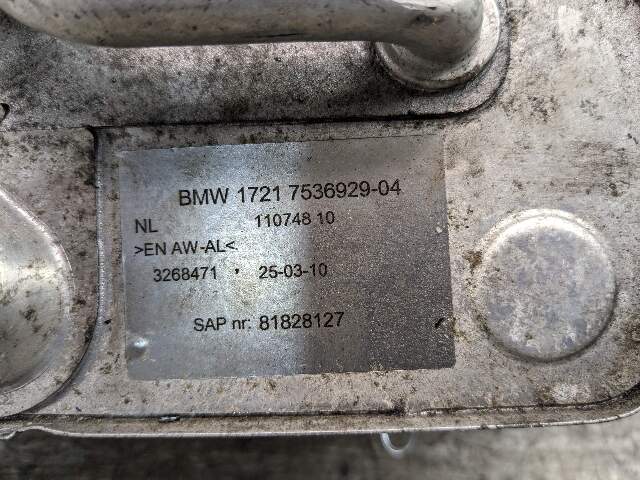 BMW 1721 7536929-04
NL 110748 10
>EN AW-AL<
3268471 • 25-03-10
SAP nr: 81828127